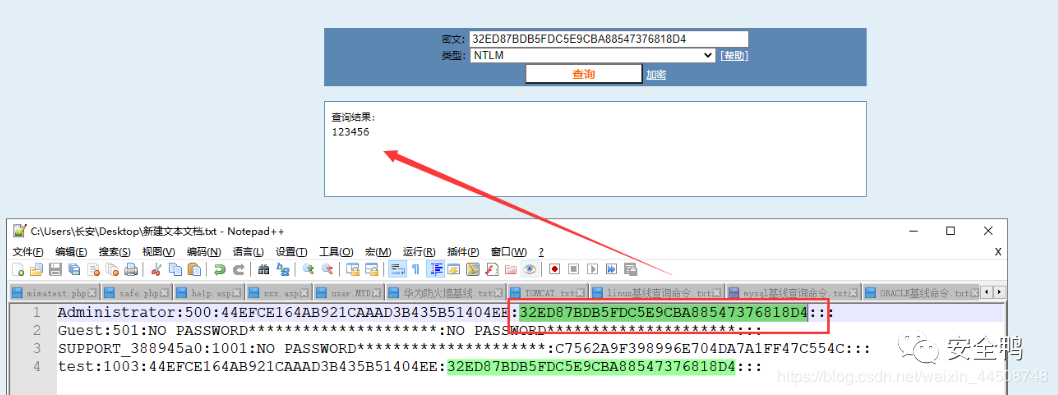 密文: 32ED87BDB5FDC5E9CBA88547376818D4
类型: NTLM [帮助]
查询 加密
查询结果:
123456
C:\Users\长安\Desktop\新建文本文档.txt - Notepad++
文件(F) 编辑(E) 搜索(S) 视图(V) 编码(N) 语言(L) 设置(T) 工具(O) 宏(M) 运行(R) 插件(P) 窗口(W) ?
mimatest.php safe.php help.asp xxx.asp user.MYD 华为防火墙基线 .txt TOMCAT.txt linux基线查询命令.txt mysql基线查询命令.txt ORACLE基线命令.txt
1 Administrator:500:44EFCE164AB921CAAAD3B435B51404EE:32ED87BDB5FDC5E9CBA88547376818D4:::
2 Guest:501:NO PASSWORD*********************:NO PASSWORD*********************:::
3 SUPPORT_388945a0:1001:NO PASSWORD*********************:C7562A9F398996E704DA7A1FF47C554C:::
4 test:1003:44EFCE164AB921CAAAD3B435B51404EE:32ED87BDB5FDC5E9CBA88547376818D4:::
安全鸭
https://blog.csdn.net/weixin_44508748